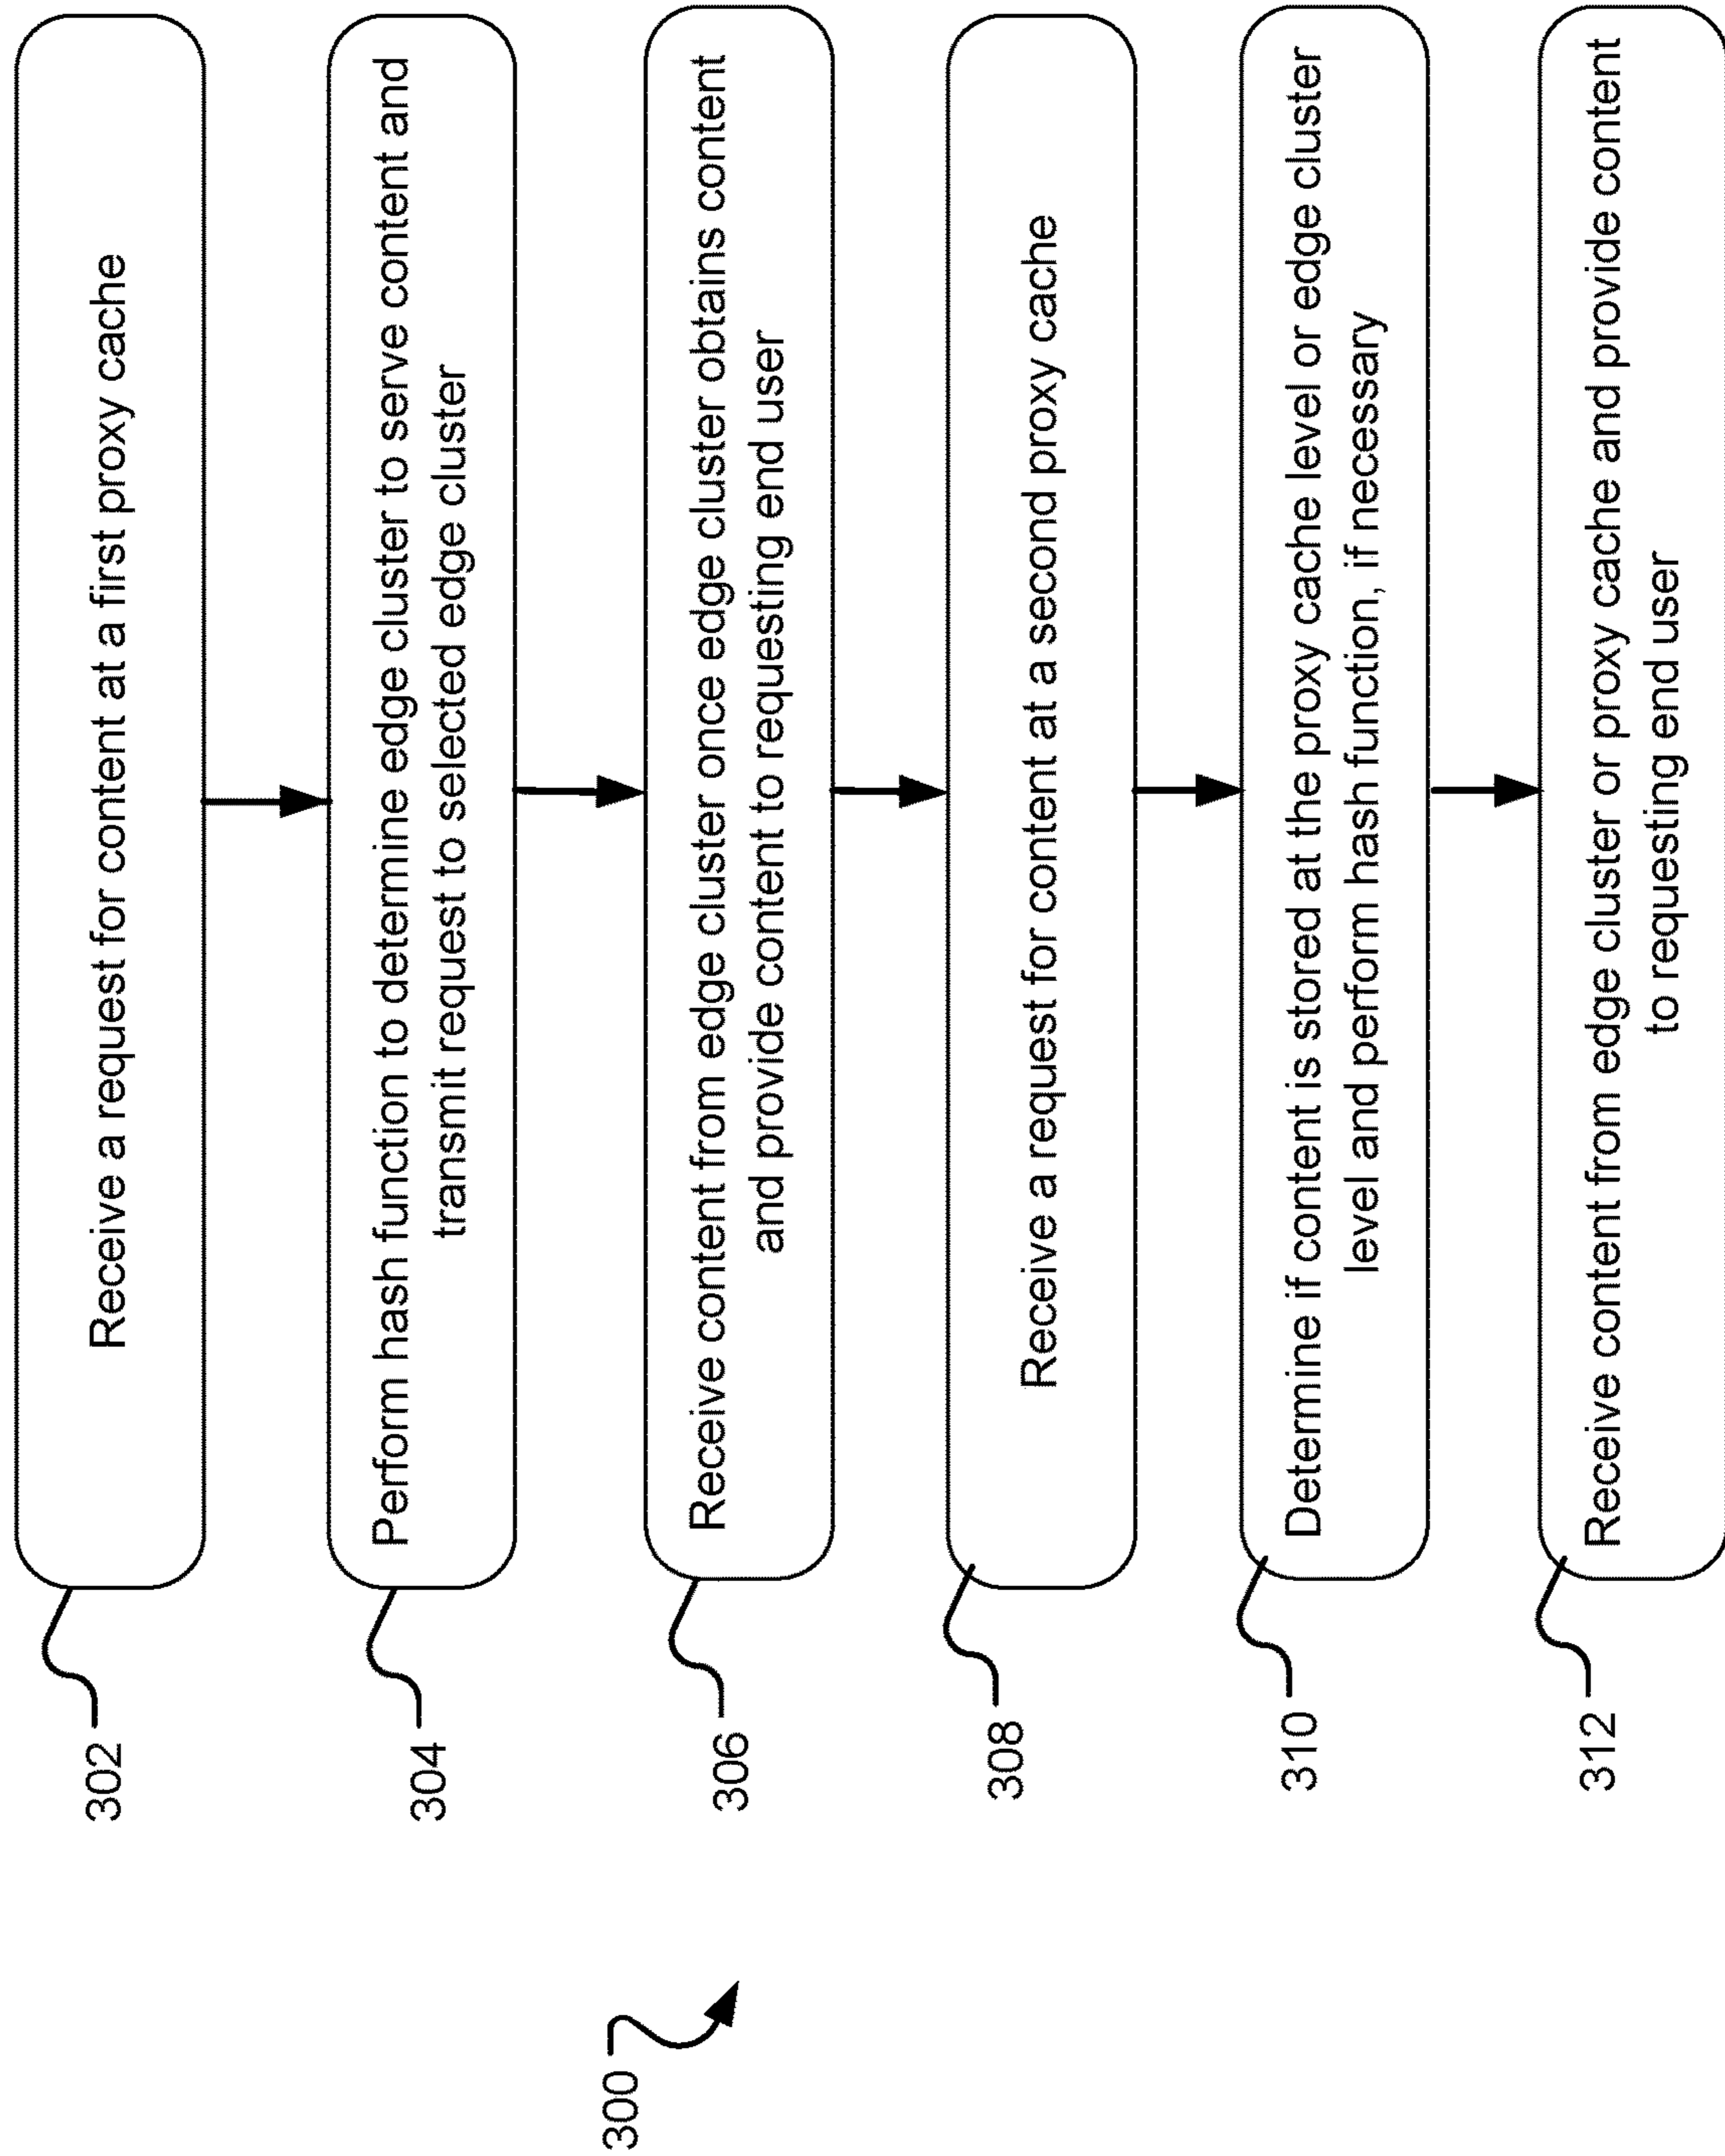 300
302
Receive a request for content at a first proxy cache
304
Perform hash function to determine edge cluster to serve content and
transmit request to selected edge cluster
306
Receive content from edge cluster once edge cluster obtains content
and provide content to requesting end user
308
Receive a request for content at a second proxy cache
310
Determine if content is stored at the proxy cache level or edge cluster
level and perform hash function, if necessary
312
Receive content from edge cluster or proxy cache and provide content
to requesting end user